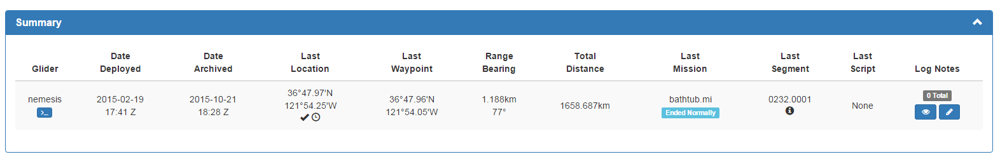 Summary
Glider
Date Deployed
Date Archived
Last Location
Last Waypoint
Range Bearing
Total Distance
Last Mission
Last Segment
Last Script
Log Notes
nemesis
>_
2015-02-19
17:41 Z
2015-10-21
18:28 Z
36°47.97'N
121°54.25'W
36°47.96'N
121°54.05'W
1.188km
77°
1658.687km
bathtub.mi
Ended Normally
0232.0001
None
0 Total